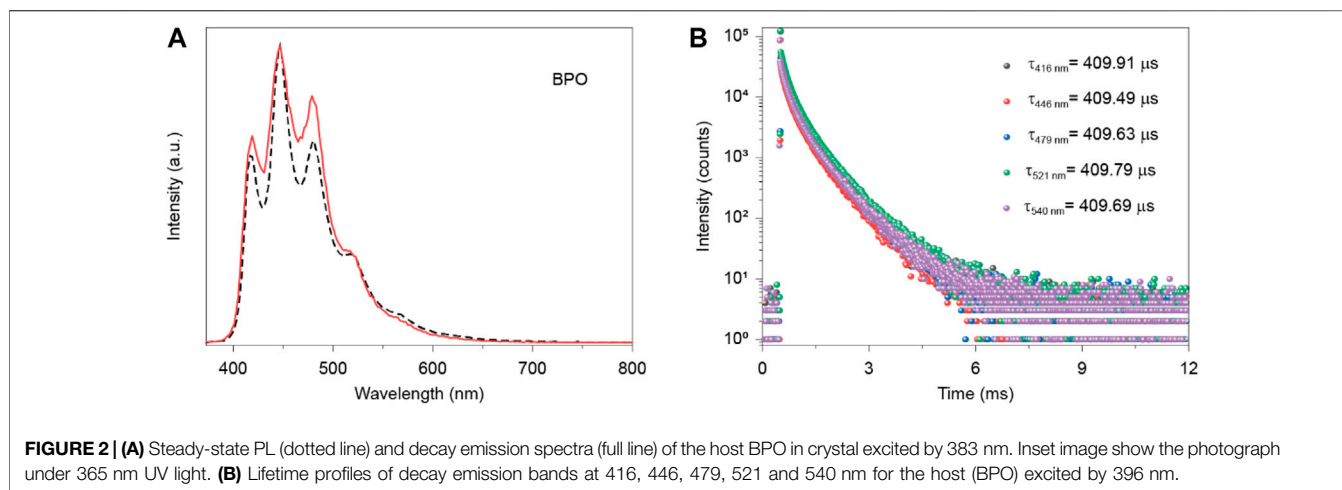 A
BPO
Intensity (a.u.)
400 500 600 700 800
Wavelength (nm)
B
10⁵
10⁴
10³
10²
10¹
10⁰
Intensity (counts)
τ416 nm= 409.91 μs
τ446 nm= 409.49 μs
τ479 nm= 409.63 μs
τ521 nm= 409.79 μs
τ540 nm= 409.69 μs
0 3 6 9 12
Time (ms)
FIGURE 2 | (A) Steady-state PL (dotted line) and decay emission spectra (full line) of the host BPO in crystal excited by 383 nm. Inset image show the photograph
under 365 nm UV light. (B) Lifetime profiles of decay emission bands at 416, 446, 479, 521 and 540 nm for the host (BPO) excited by 396 nm.